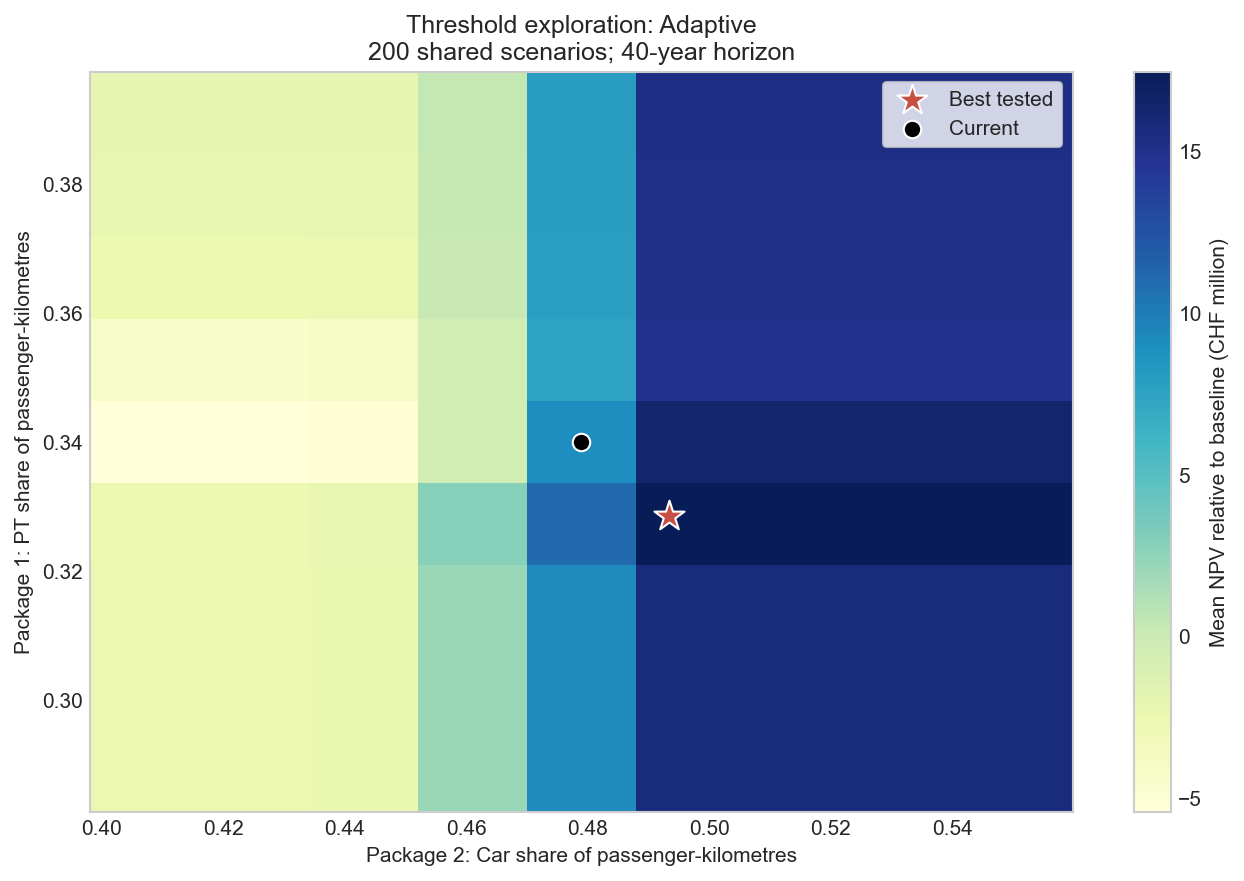 Threshold exploration: Adaptive
200 shared scenarios; 40-year horizon
Best tested
Current
0.38
0.36
0.34
0.32
0.30
Package 1: PT share of passenger-kilometres
0.40 0.42 0.44 0.46 0.48 0.50 0.52 0.54
Package 2: Car share of passenger-kilometres
15
10
5
0
−5
Mean NPV relative to baseline (CHF million)